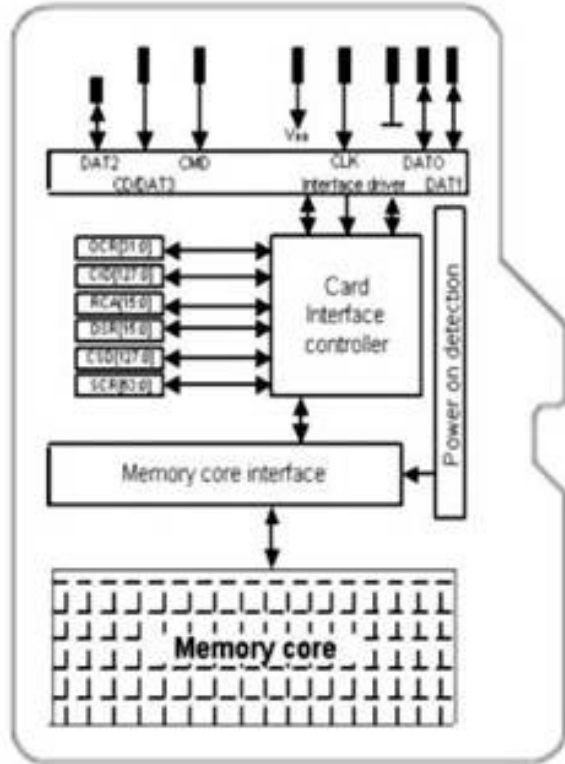 DAT2
CD/DAT3
CMD
CLK
DAT0
DAT1
Interface driver
OCR[31:0]
CID[127:0]
RCA[15:0]
DSR[15:0]
CSD[127:0]
SCR[63:0]
Card
Interface
controller
Power on detection
Memory core interface
Memory core